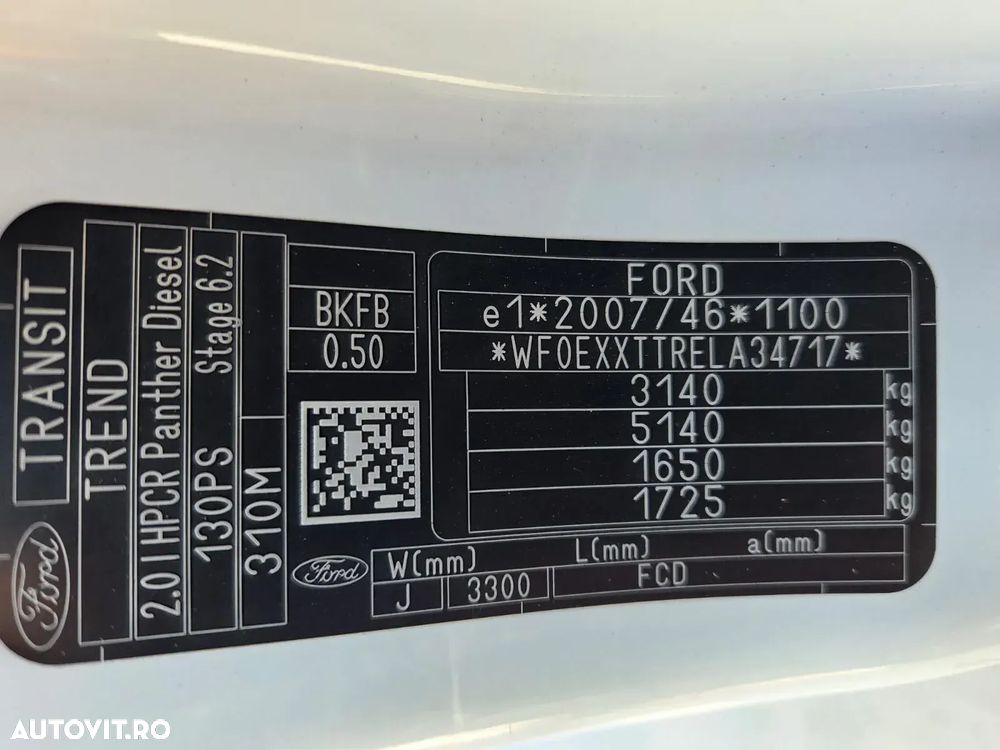 Ford
TRANSIT
TREND
2.0 l HPCR Panther Diesel
130PS Stage 6.2
310M
BKFB
0.50
Ford
FORD
e1*2007/46*1100
*WF0EXXTTRELA34717*
3140 kg
5140 kg
1650 kg
1725 kg
W(mm) L(mm) a(mm)
J 3300 FCD
AUTOVIT.RO